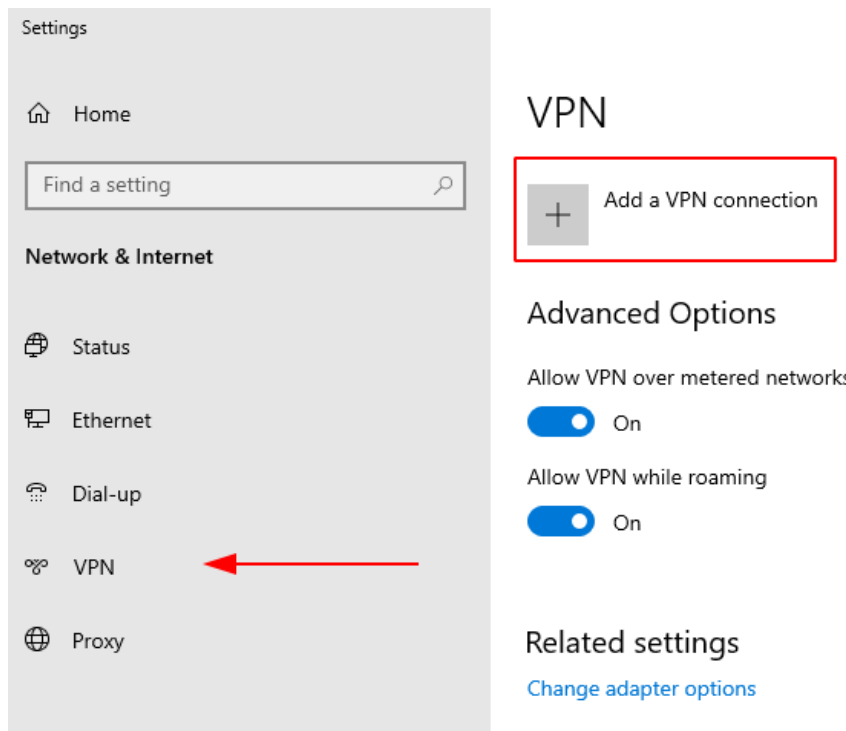 Settings
Home
Find a setting
Network & Internet
Status
Ethernet
Dial-up
VPN
Proxy
VPN
Add a VPN connection
Advanced Options
Allow VPN over metered networks
On
Allow VPN while roaming
On
Related settings
Change adapter options